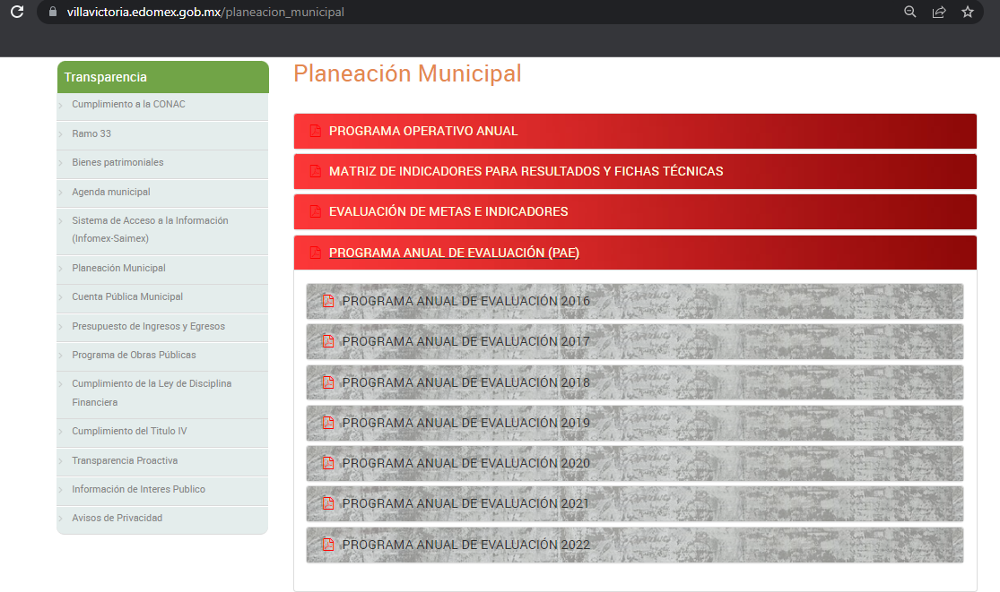 villavictoria.edomex.gob.mx/planeacion_municipal
Transparencia
Cumplimiento a la CONAC
Ramo 33
Bienes patrimoniales
Agenda municipal
Sistema de Acceso a la Información
(Infomex-Saimex)
Planeación Municipal
Cuenta Pública Municipal
Presupuesto de Ingresos y Egresos
Programa de Obras Públicas
Cumplimiento de la Ley de Disciplina
Financiera
Cumplimiento del Titulo IV
Transparencia Proactiva
Información de Interes Publico
Avisos de Privacidad
Planeación Municipal
PROGRAMA OPERATIVO ANUAL
MATRIZ DE INDICADORES PARA RESULTADOS Y FICHAS TÉCNICAS
EVALUACIÓN DE METAS E INDICADORES
PROGRAMA ANUAL DE EVALUACIÓN (PAE)
PROGRAMA ANUAL DE EVALUACIÓN 2016
PROGRAMA ANUAL DE EVALUACIÓN 2017
PROGRAMA ANUAL DE EVALUACIÓN 2018
PROGRAMA ANUAL DE EVALUACIÓN 2019
PROGRAMA ANUAL DE EVALUACIÓN 2020
PROGRAMA ANUAL DE EVALUACIÓN 2021
PROGRAMA ANUAL DE EVALUACIÓN 2022